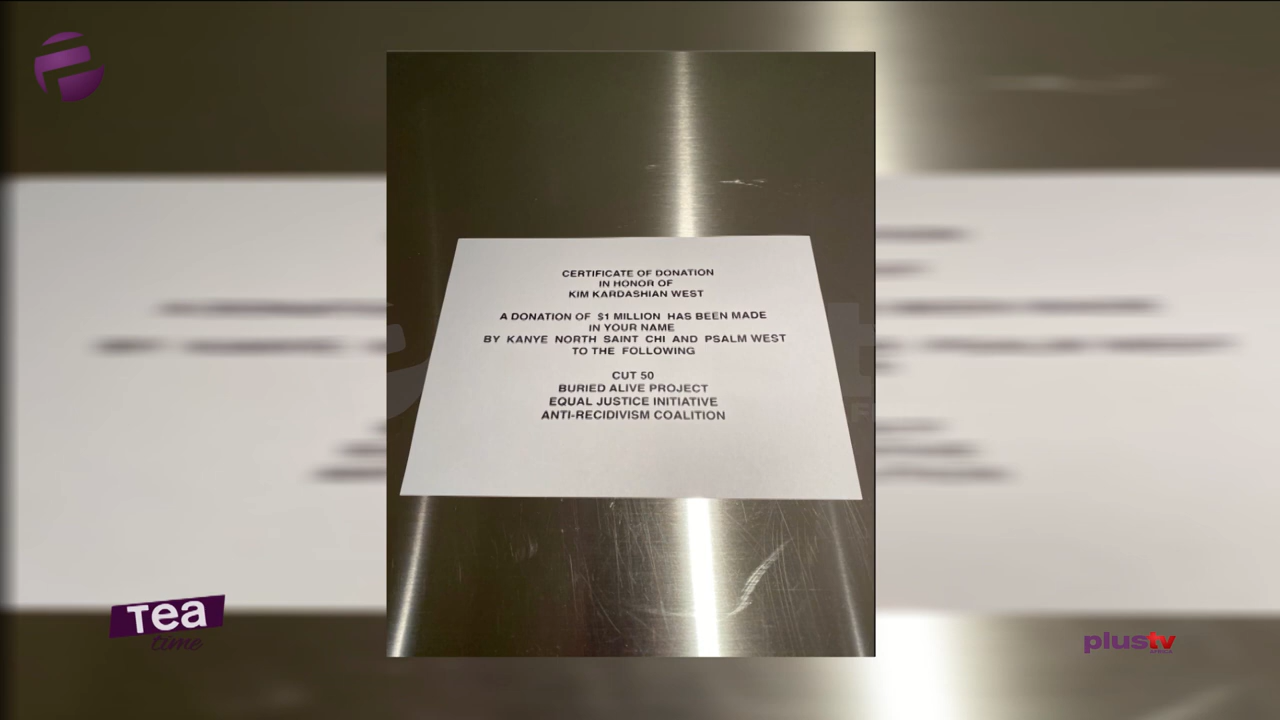 CERTIFICATE OF DONATION
IN HONOR OF
KIM KARDASHIAN WEST
A DONATION OF $1 MILLION HAS BEEN MADE
IN YOUR NAME
BY KANYE NORTH SAINT CHI AND PSALM WEST
TO THE FOLLOWING
CUT 50
BURIED ALIVE PROJECT
EQUAL JUSTICE INITIATIVE
ANTI-RECIDIVISM COALITION
Tea
time
plustv